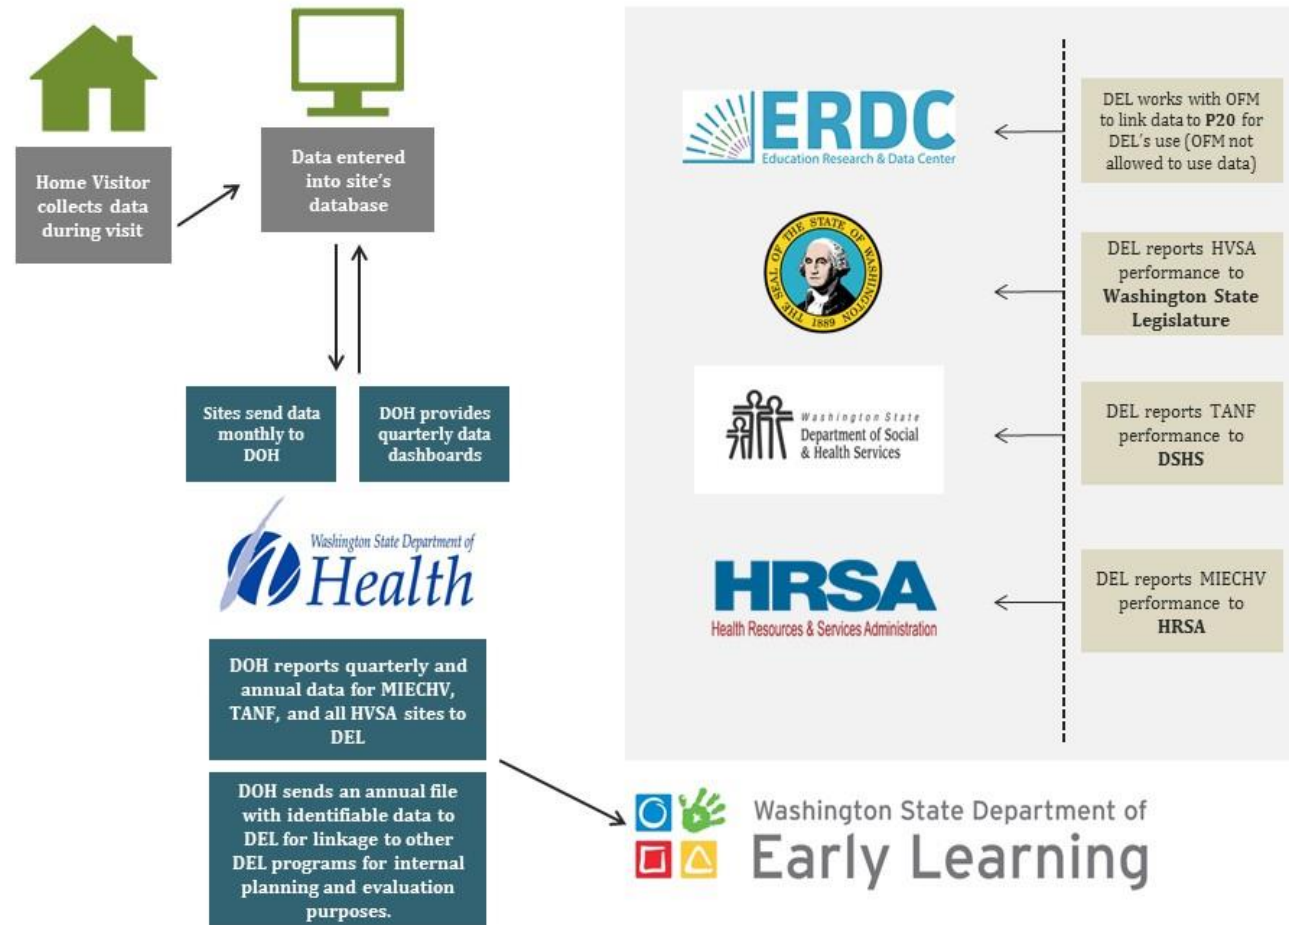 Home Visitor
collects data
during visit
Data entered
into site's
database
Sites send data
monthly to
DOH
DOH provides
quarterly data
dashboards
Washington State Department of
Health
DOH reports quarterly and
annual data for MIECHV,
TANF, and all HVSA sites to
DEL
DOH sends an annual file
with identifiable data to
DEL for linkage to other
DEL programs for internal
planning and evaluation
purposes.
ERDC
Education Research & Data Center
DEL works with OFM
to link data to P20 for
DEL's use (OFM not
allowed to use data)
THE SEAL OF THE STATE OF WASHINGTON
1889
DEL reports HVSA
performance to
Washington State
Legislature
Washington State
Department of Social
& Health Services
DEL reports TANF
performance to
DSHS
HRSA
Health Resources & Services Administration
DEL reports MIECHV
performance to
HRSA
Washington State Department of
Early Learning